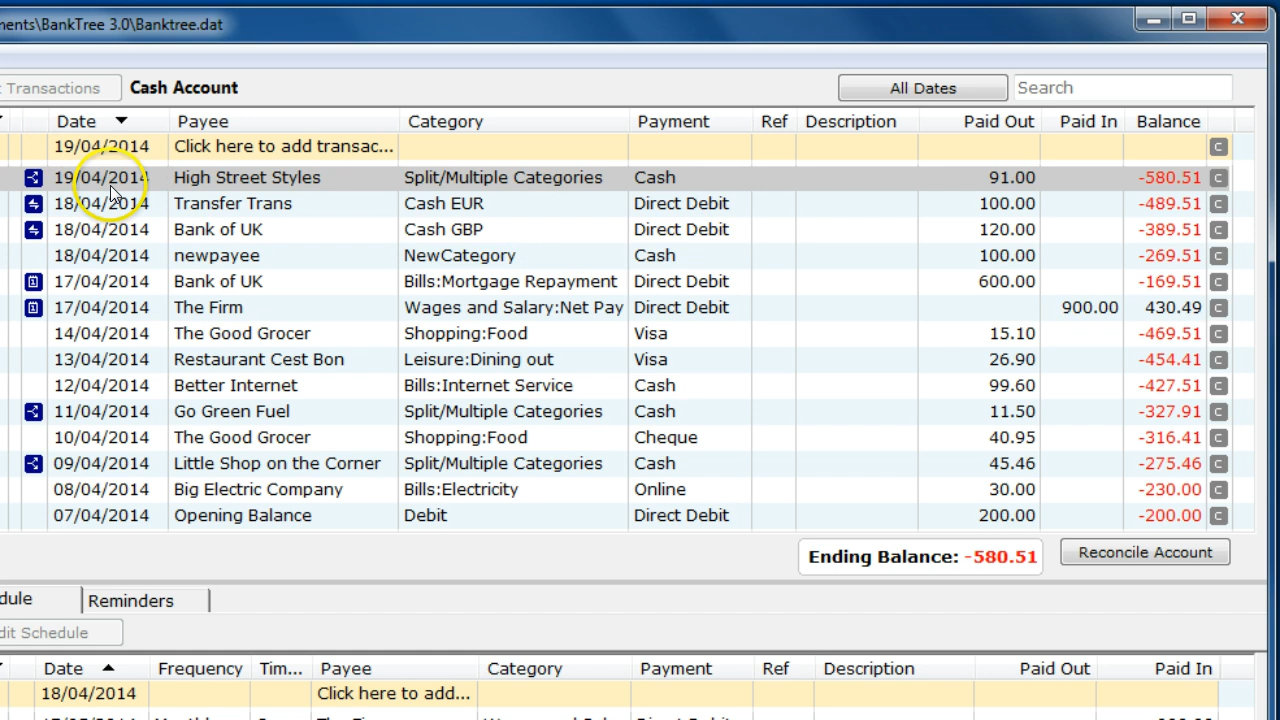 ments\BankTree 3.0\Banktree.dat
Transactions Cash Account All Dates Search
Date Payee Category Payment Ref Description Paid Out Paid In Balance
19/04/2014 Click here to add transac... C
19/04/2014 High Street Styles Split/Multiple Categories Cash 91.00 -580.51 C
18/04/2014 Transfer Trans Cash EUR Direct Debit 100.00 -489.51 C
18/04/2014 Bank of UK Cash GBP Direct Debit 120.00 -389.51 C
18/04/2014 newpayee NewCategory Cash 100.00 -269.51 C
17/04/2014 Bank of UK Bills:Mortgage Repayment Direct Debit 600.00 -169.51 C
17/04/2014 The Firm Wages and Salary:Net Pay Direct Debit 900.00 430.49 C
14/04/2014 The Good Grocer Shopping:Food Visa 15.10 -469.51 C
13/04/2014 Restaurant Cest Bon Leisure:Dining out Visa 26.90 -454.41 C
12/04/2014 Better Internet Bills:Internet Service Cash 99.60 -427.51 C
11/04/2014 Go Green Fuel Split/Multiple Categories Cash 11.50 -327.91 C
10/04/2014 The Good Grocer Shopping:Food Cheque 40.95 -316.41 C
09/04/2014 Little Shop on the Corner Split/Multiple Categories Cash 45.46 -275.46 C
08/04/2014 Big Electric Company Bills:Electricity Online 30.00 -230.00 C
07/04/2014 Opening Balance Debit Direct Debit 200.00 -200.00 C
Ending Balance: -580.51 Reconcile Account
dule Reminders
dit Schedule
Date Frequency Tim... Payee Category Payment Ref Description Paid Out Paid In
18/04/2014 Click here to add...